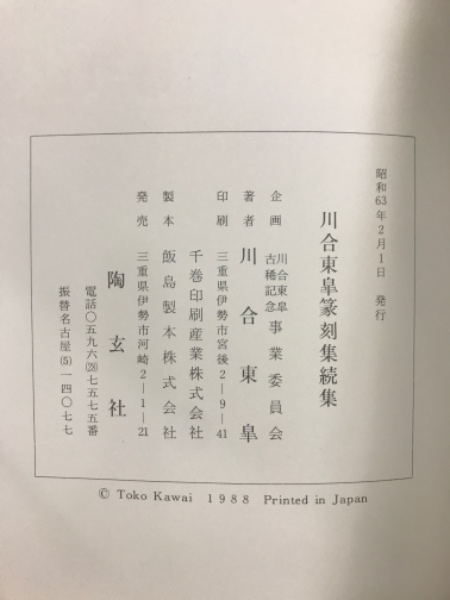 昭和63年2月1日 発行
川合東皐篆刻集続集
企画 川合東皐古稀記念 事業委員会
著者 川合東皐
印刷 三重県伊勢市宮後2-9-41
千巻印刷産業株式会社
製本 飯島製本株式会社
発売 三重県伊勢市河崎2-1-21
陶玄社
電話〇五九六(28)七五七五番
振替名古屋(5)一四〇七七
© Toko Kawai 1988 Printed in Japan